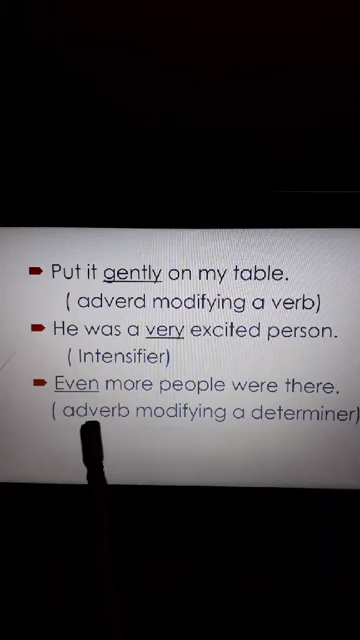 Put it gently on my table.
( adverd modifying a verb)
He was a very excited person.
( Intensifier)
Even more people were there.
( adverb modifying a determiner)